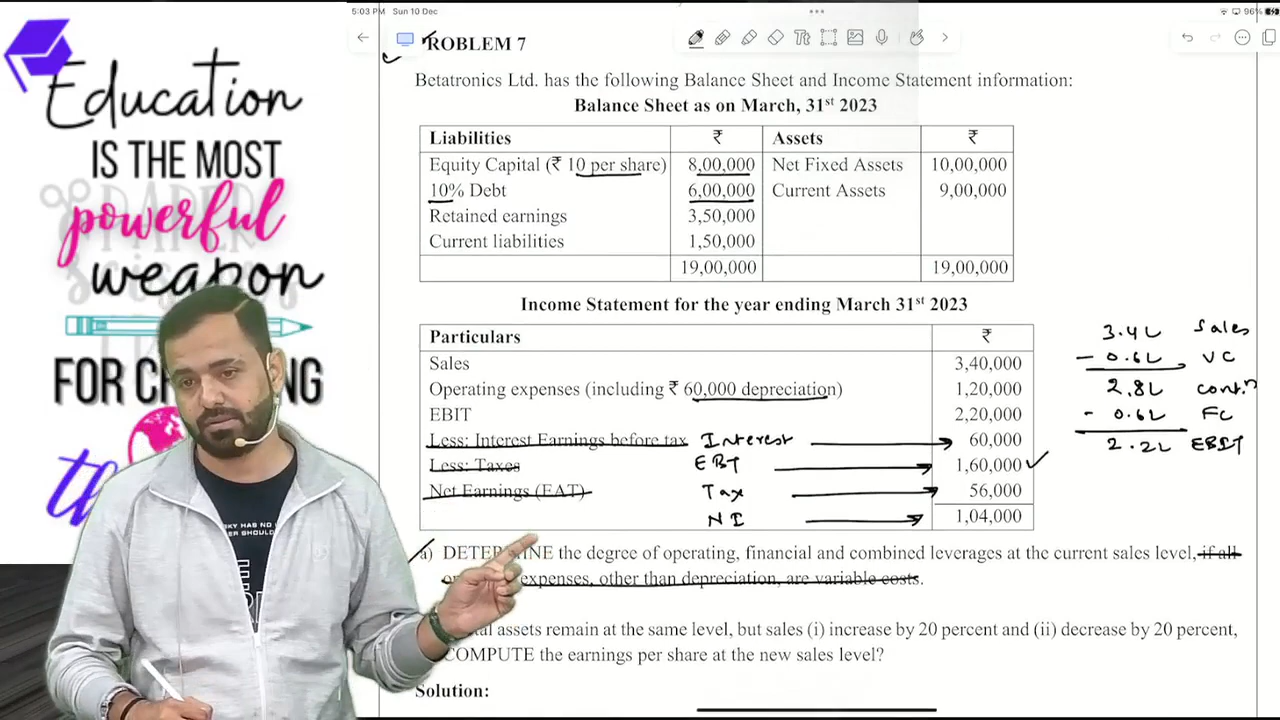 5:03 PM Sun 10 Dec
96%
Education
IS THE MOST
powerful
weapon
FOR
ROBLEM 7
Betatronics Ltd. has the following Balance Sheet and Income Statement information:
Balance Sheet as on March, 31st 2023
Liabilities ₹ Assets ₹
Equity Capital (₹ 10 per share) 8,00,000 Net Fixed Assets 10,00,000
10% Debt 6,00,000 Current Assets 9,00,000
Retained earnings 3,50,000
Current liabilities 1,50,000
19,00,000 19,00,000
Income Statement for the year ending March 31st 2023
Particulars ₹
Sales 3,40,000
Operating expenses (including ₹ 60,000 depreciation) 1,20,000
EBIT 2,20,000
Less: Interest Earnings before tax Interest 60,000
Less: Taxes EBT 1,60,000
Net Earnings (EAT) Tax 56,000
NI 1,04,000
3.4L Sales
- 0.6L VC
2.8L contn
- 0.6L FC
2.2L EBIT
a) DETERMINE the degree of operating, financial and combined leverages at the current sales level, if all
expenses, other than depreciation, are variable costs.
assets remain at the same level, but sales (i) increase by 20 percent and (ii) decrease by 20 percent,
COMPUTE the earnings per share at the new sales level?
Solution: